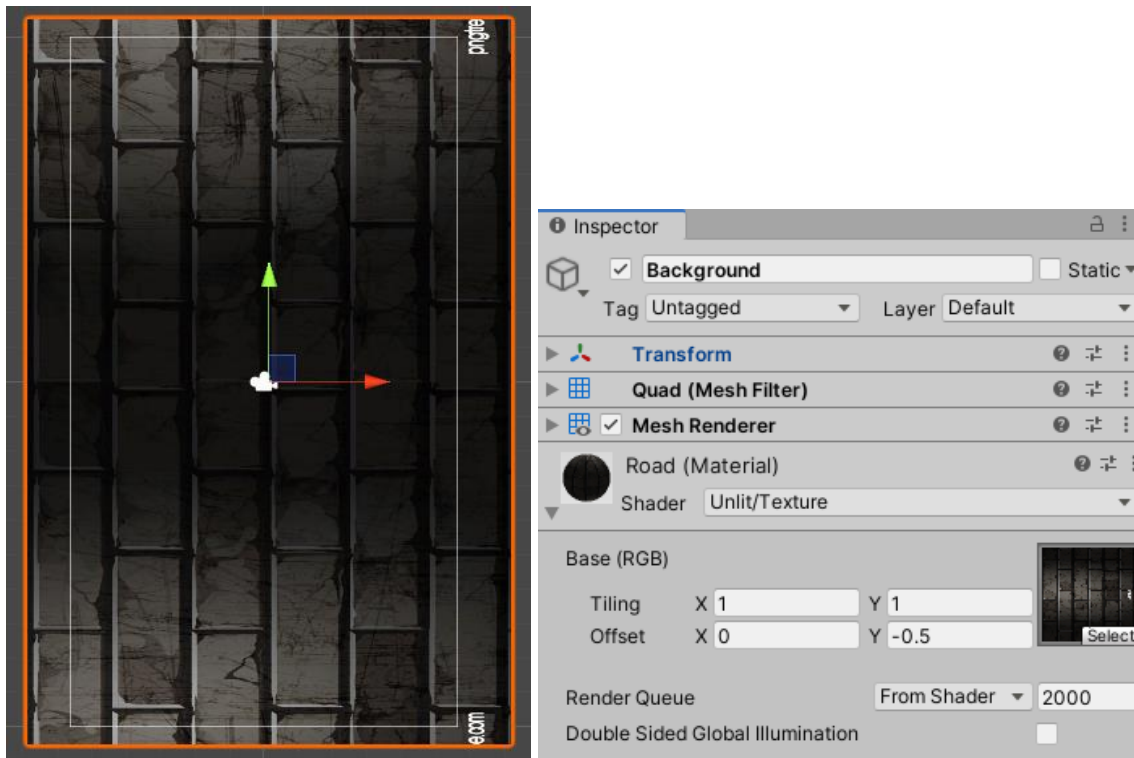 pngtree
e.com
Inspector
Background
Static
Tag Untagged Layer Default
Transform
Quad (Mesh Filter)
Mesh Renderer
Road (Material)
Shader Unlit/Texture
Base (RGB)
Tiling X 1 Y 1
Offset X 0 Y -0.5
Select
Render Queue From Shader 2000
Double Sided Global Illumination